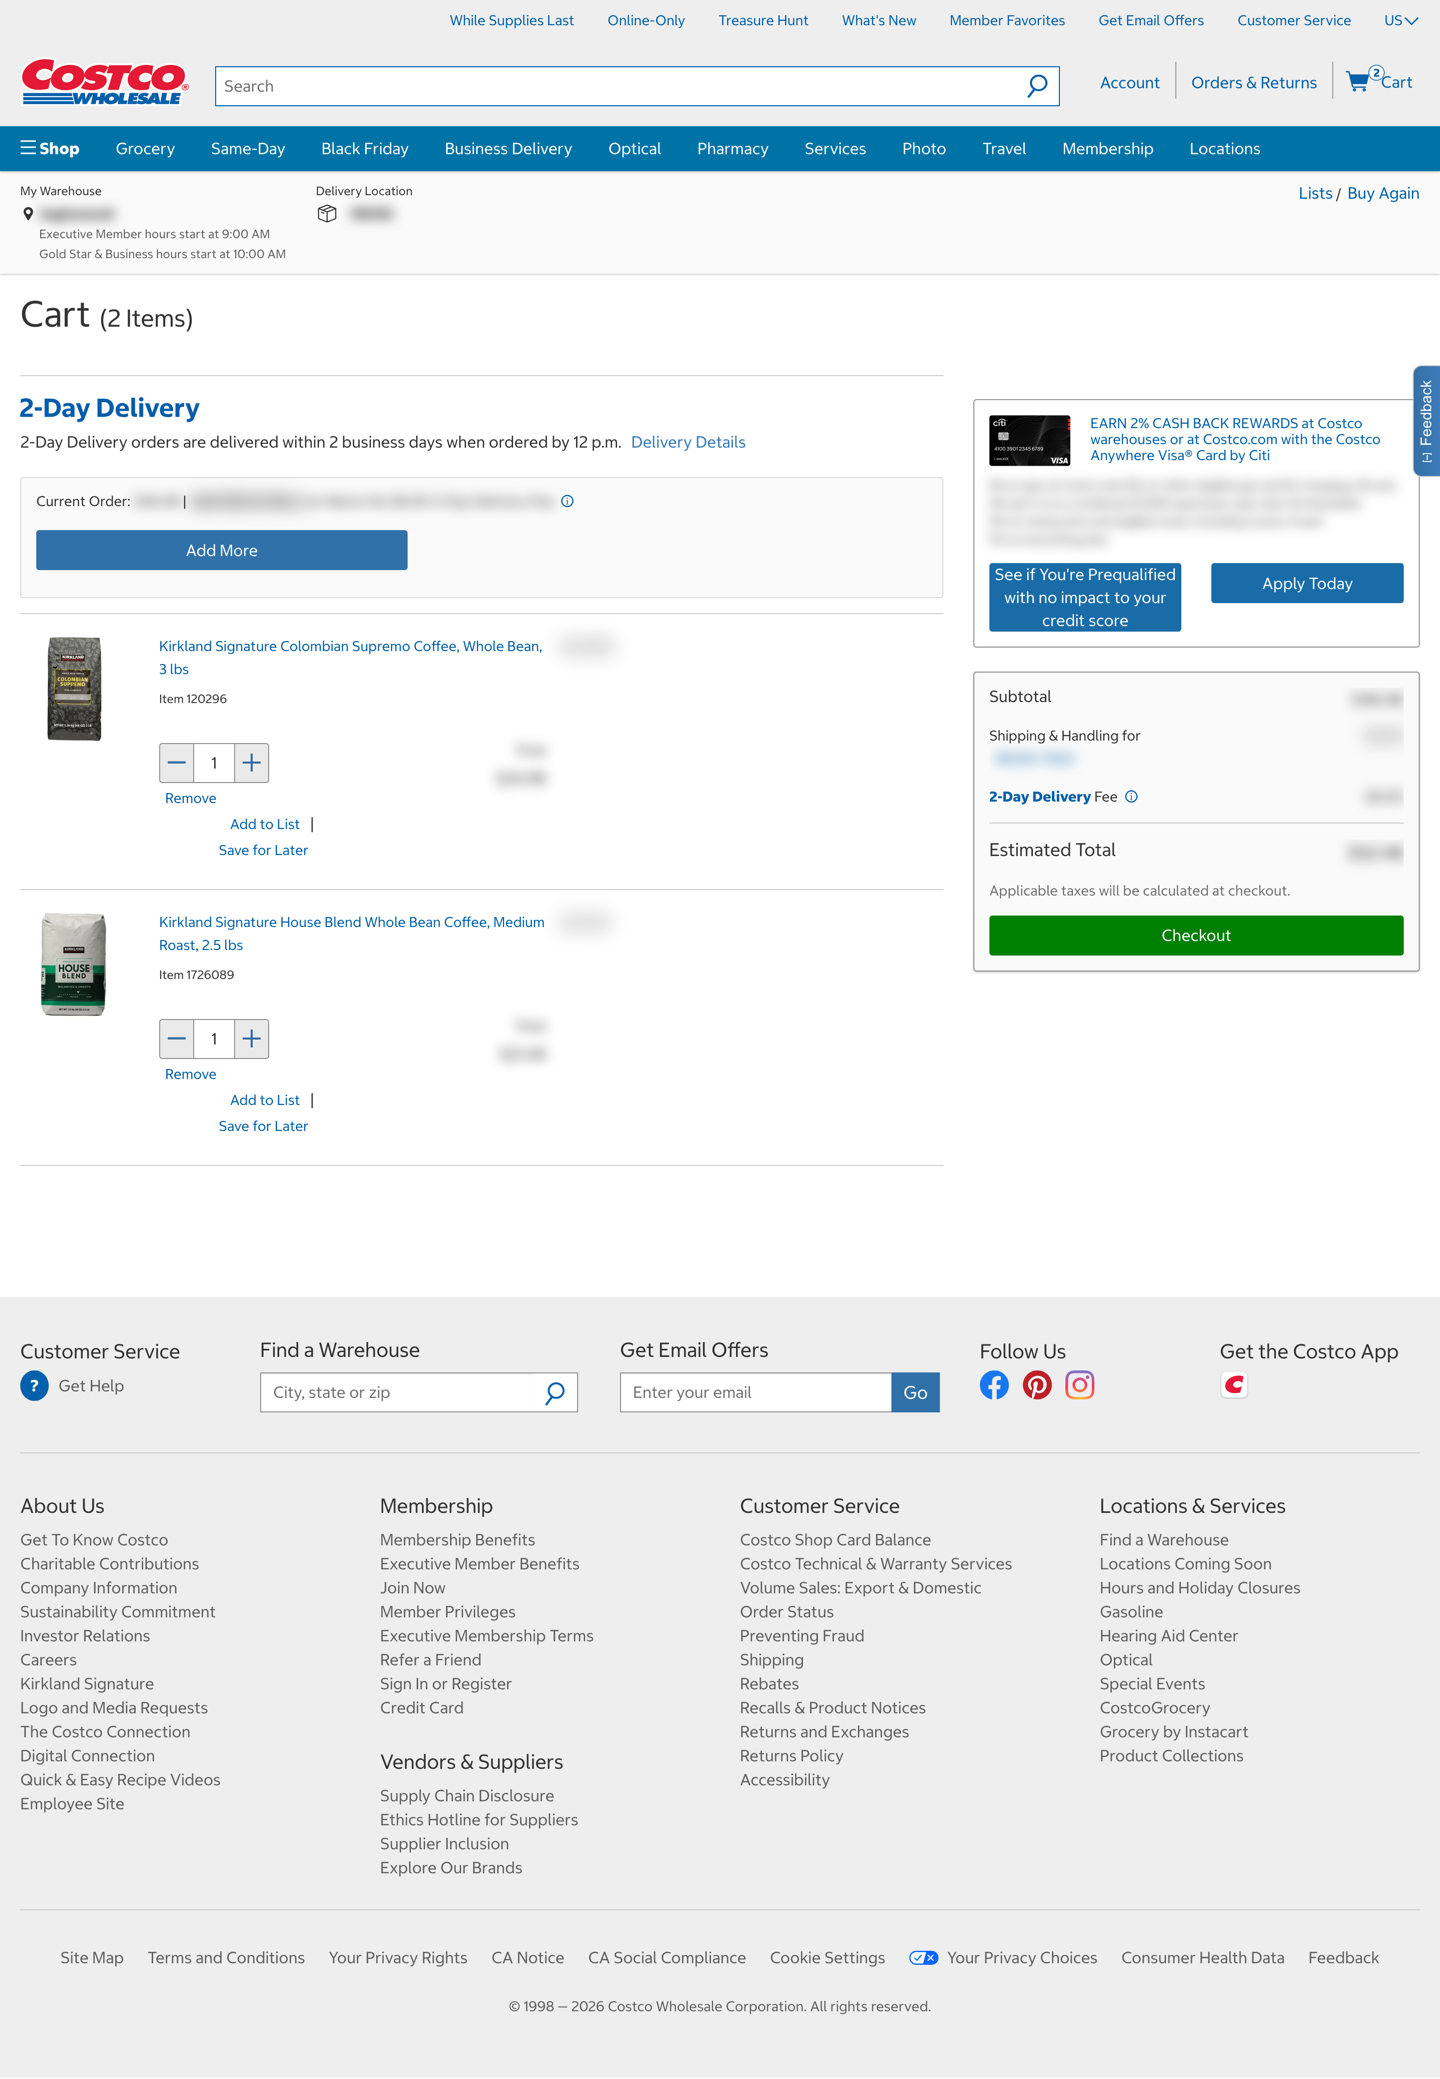 While Supplies Last Online-Only Treasure Hunt What's New Member Favorites Get Email Offers Customer Service US
COSTCO WHOLESALE
Search
Account Orders & Returns 2 Cart
Shop Grocery Same-Day Black Friday Business Delivery Optical Pharmacy Services Photo Travel Membership Locations
My Warehouse
Executive Member hours start at 9:00 AM
Gold Star & Business hours start at 10:00 AM
Delivery Location
Lists / Buy Again
Cart (2 Items)
Feedback
2-Day Delivery
2-Day Delivery orders are delivered within 2 business days when ordered by 12 p.m. Delivery Details
Current Order: |
Add More
KIRKLAND
COLOMBIAN
SUPREMO
Kirkland Signature Colombian Supremo Coffee, Whole Bean,
3 lbs
Item 120296
1
Remove
Add to List |
Save for Later
KIRKLAND
HOUSE
BLEND
Kirkland Signature House Blend Whole Bean Coffee, Medium
Roast, 2.5 lbs
Item 1726089
1
Remove
Add to List |
Save for Later
citi
4100 3901 2345 6789
VISA
EARN 2% CASH BACK REWARDS at Costco
warehouses or at Costco.com with the Costco
Anywhere Visa® Card by Citi
See if You're Prequalified
with no impact to your
credit score
Apply Today
Subtotal
Shipping & Handling for
2-Day Delivery Fee
Estimated Total
Applicable taxes will be calculated at checkout.
Checkout
Customer Service
? Get Help
Find a Warehouse
City, state or zip
Get Email Offers
Enter your email Go
Follow Us
Get the Costco App
About Us
Get To Know Costco
Charitable Contributions
Company Information
Sustainability Commitment
Investor Relations
Careers
Kirkland Signature
Logo and Media Requests
The Costco Connection
Digital Connection
Quick & Easy Recipe Videos
Employee Site
Membership
Membership Benefits
Executive Member Benefits
Join Now
Member Privileges
Executive Membership Terms
Refer a Friend
Sign In or Register
Credit Card
Vendors & Suppliers
Supply Chain Disclosure
Ethics Hotline for Suppliers
Supplier Inclusion
Explore Our Brands
Customer Service
Costco Shop Card Balance
Costco Technical & Warranty Services
Volume Sales: Export & Domestic
Order Status
Preventing Fraud
Shipping
Rebates
Recalls & Product Notices
Returns and Exchanges
Returns Policy
Accessibility
Locations & Services
Find a Warehouse
Locations Coming Soon
Hours and Holiday Closures
Gasoline
Hearing Aid Center
Optical
Special Events
CostcoGrocery
Grocery by Instacart
Product Collections
Site Map Terms and Conditions Your Privacy Rights CA Notice CA Social Compliance Cookie Settings Your Privacy Choices Consumer Health Data Feedback
© 1998 — 2026 Costco Wholesale Corporation. All rights reserved.